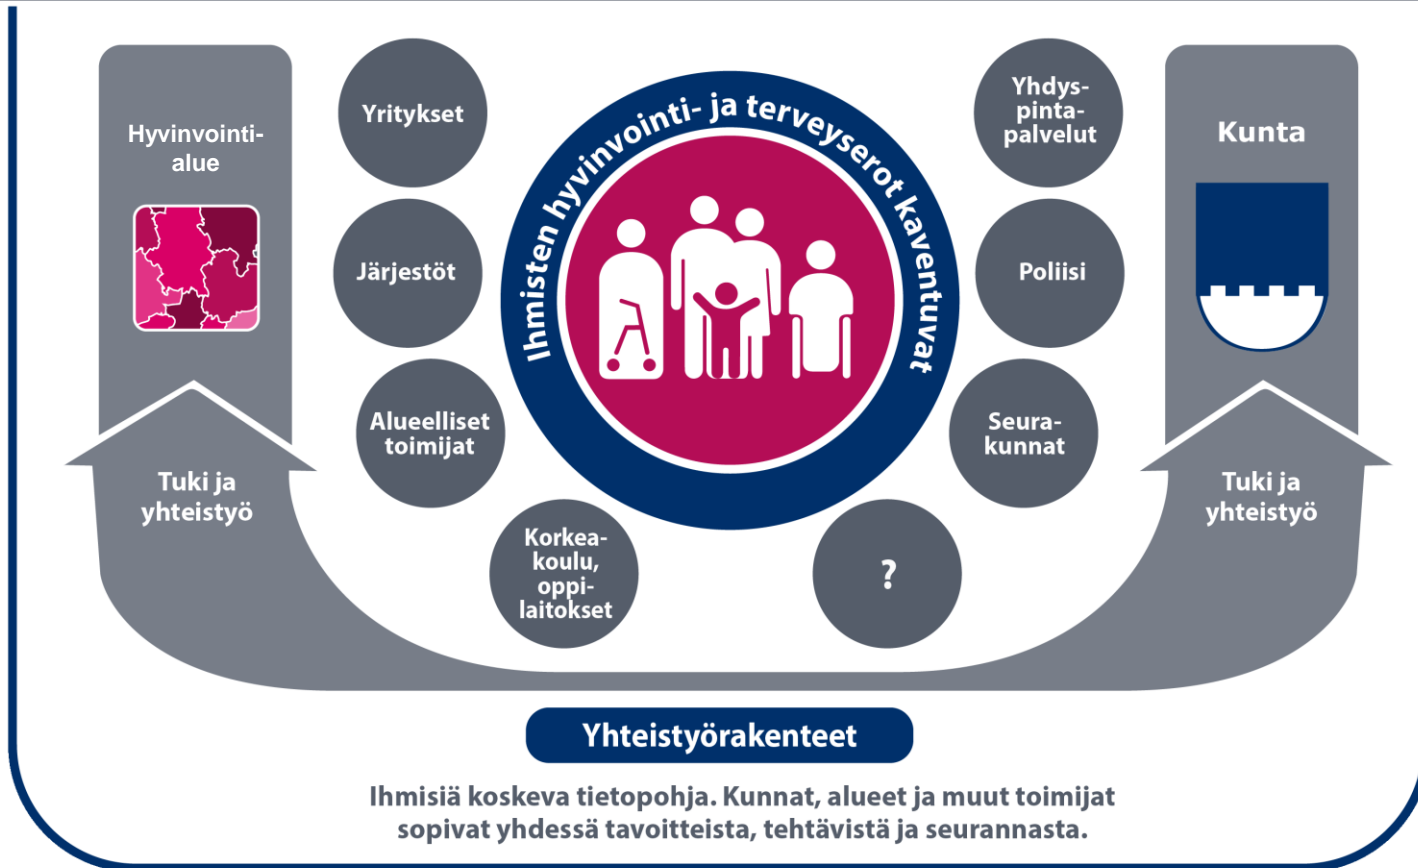 Hyvinvointi-
alue
Tuki ja
yhteistyö
Yritykset
Järjestöt
Alueelliset
toimijat
Korkea-
koulu,
oppi-
laitokset
Ihmisten hyvinvointi- ja terveyserot kaventuvat
Yhdys-
pinta-
palvelut
Poliisi
Seura-
kunnat
?
Kunta
Tuki ja
yhteistyö
Yhteistyörakenteet
Ihmisiä koskeva tietopohja. Kunnat, alueet ja muut toimijat
sopivat yhdessä tavoitteista, tehtävistä ja seurannasta.